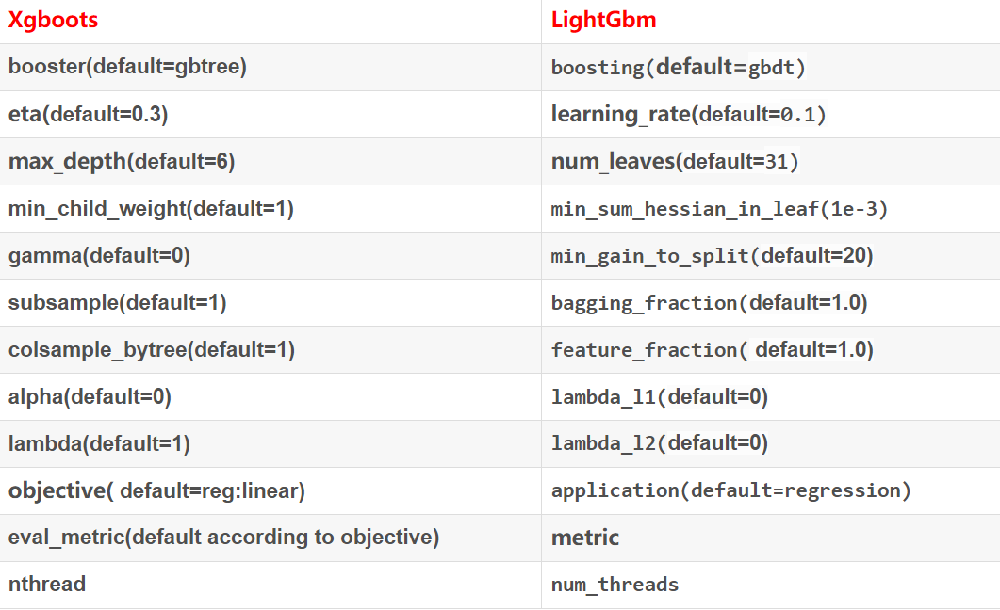 Xgboots LightGbm
booster(default=gbtree) boosting(default=gbdt)
eta(default=0.3) learning_rate(default=0.1)
max_depth(default=6) num_leaves(default=31)
min_child_weight(default=1) min_sum_hessian_in_leaf(1e-3)
gamma(default=0) min_gain_to_split(default=20)
subsample(default=1) bagging_fraction(default=1.0)
colsample_bytree(default=1) feature_fraction( default=1.0)
alpha(default=0) lambda_l1(default=0)
lambda(default=1) lambda_l2(default=0)
objective( default=reg:linear) application(default=regression)
eval_metric(default according to objective) metric
nthread num_threads